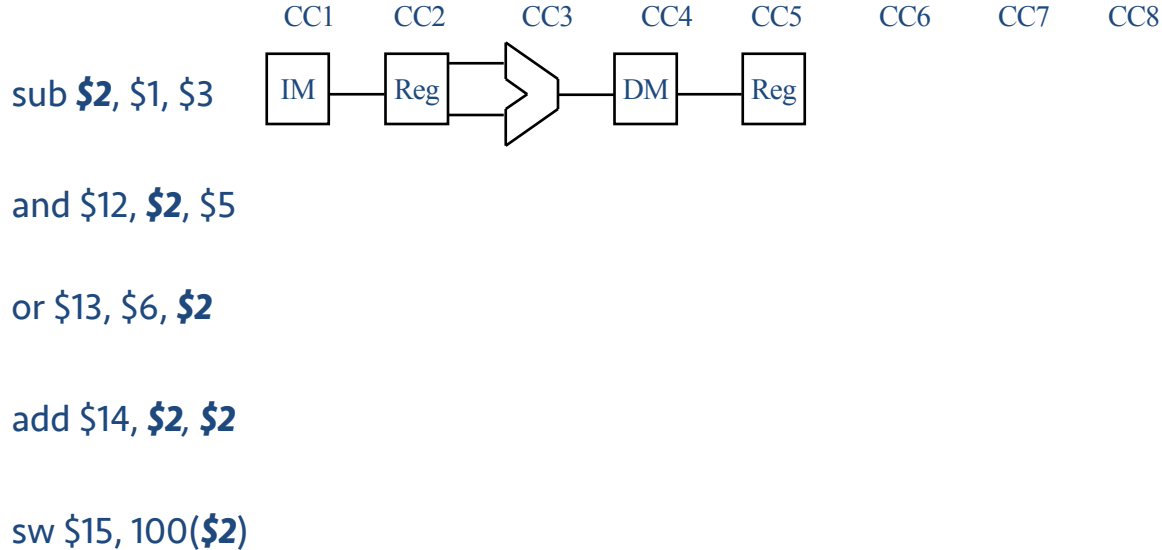 CC1 CC2 CC3 CC4 CC5 CC6 CC7 CC8
sub $2, $1, $3 IM Reg DM Reg
and $12, $2, $5
or $13, $6, $2
add $14, $2, $2
sw $15, 100($2)